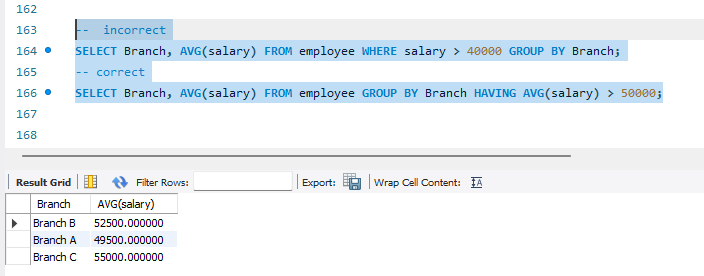 162
163 -- incorrect
164 SELECT Branch, AVG(salary) FROM employee WHERE salary > 40000 GROUP BY Branch;
165 -- correct
166 SELECT Branch, AVG(salary) FROM employee GROUP BY Branch HAVING AVG(salary) > 50000;
167
168
Result Grid Filter Rows: Export: Wrap Cell Content: IA
Branch AVG(salary)
Branch B 52500.000000
Branch A 49500.000000
Branch C 55000.000000